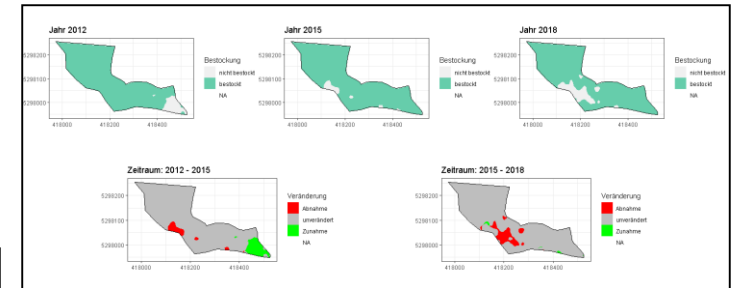 Jahr 2012
5298200
5298100
5298000
418000 418200 418400
Bestockung
nicht bestockt
bestockt
NA
Jahr 2015
5298200
5298100
5298000
418000 418200 418400
Bestockung
nicht bestockt
bestockt
NA
Jahr 2018
5298200
5298100
5298000
418000 418200 418400
Bestockung
nicht bestockt
bestockt
NA
Zeitraum: 2012 - 2015
5298200
5298100
5298000
418000 418200 418400
Veränderung
Abnahme
unverändert
Zunahme
NA
Zeitraum: 2015 - 2018
5298200
5298100
5298000
418000 418200 418400
Veränderung
Abnahme
unverändert
Zunahme
NA